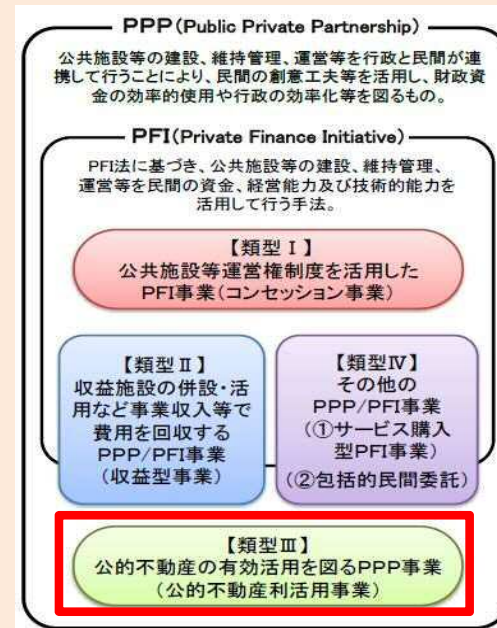 PPP(Public Private Partnership)
公共施設等の建設、維持管理、運営等を行政と民間が連
携して行うことにより、民間の創意工夫等を活用し、財政資
金の効率的使用や行政の効率化等を図るもの。
PFI(Private Finance Initiative)
PFI法に基づき、公共施設等の建設、維持管理、
運営等を民間の資金、経営能力及び技術的能力を
活用して行う手法。
【類型Ⅰ】
公共施設等運営権制度を活用した
PFI事業(コンセッション事業)
【類型Ⅱ】
収益施設の併設・活
用など事業収入等で
費用を回収する
PPP/PFI事業
(収益型事業)
【類型Ⅳ】
その他の
PPP/PFI事業
(①サービス購入
型PFI事業)
(②包括的民間委託)
【類型Ⅲ】
公的不動産の有効活用を図るPPP事業
(公的不動産利活用事業)